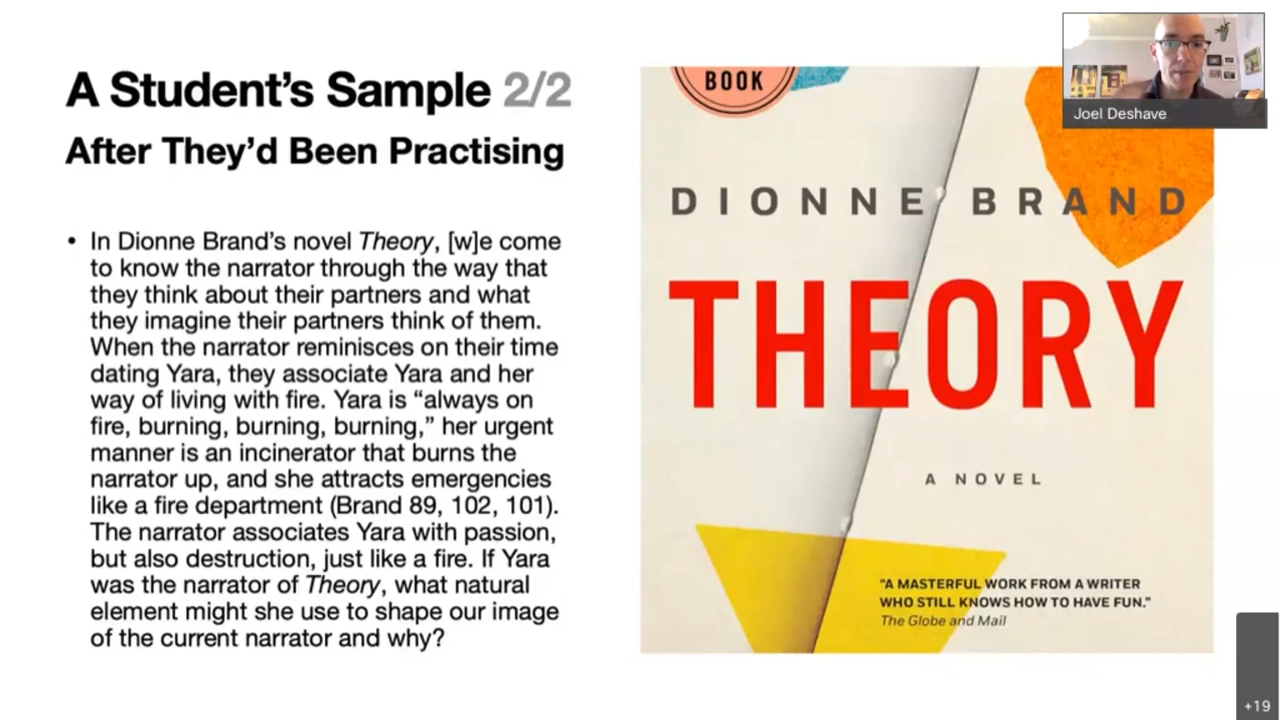 A Student’s Sample 2/2
After They’d Been Practising
• In Dionne Brand’s novel Theory, [w]e come
to know the narrator through the way that
they think about their partners and what
they imagine their partners think of them.
When the narrator reminisces on their time
dating Yara, they associate Yara and her
way of living with fire. Yara is “always on
fire, burning, burning, burning,” her urgent
manner is an incinerator that burns the
narrator up, and she attracts emergencies
like a fire department (Brand 89, 102, 101).
The narrator associates Yara with passion,
but also destruction, just like a fire. If Yara
was the narrator of Theory, what natural
element might she use to shape our image
of the current narrator and why?
BOOK
DIONNE BRAND
THEORY
A NOVEL
“A MASTERFUL WORK FROM A WRITER
WHO STILL KNOWS HOW TO HAVE FUN.”
The Globe and Mail
Joel Deshave
+19